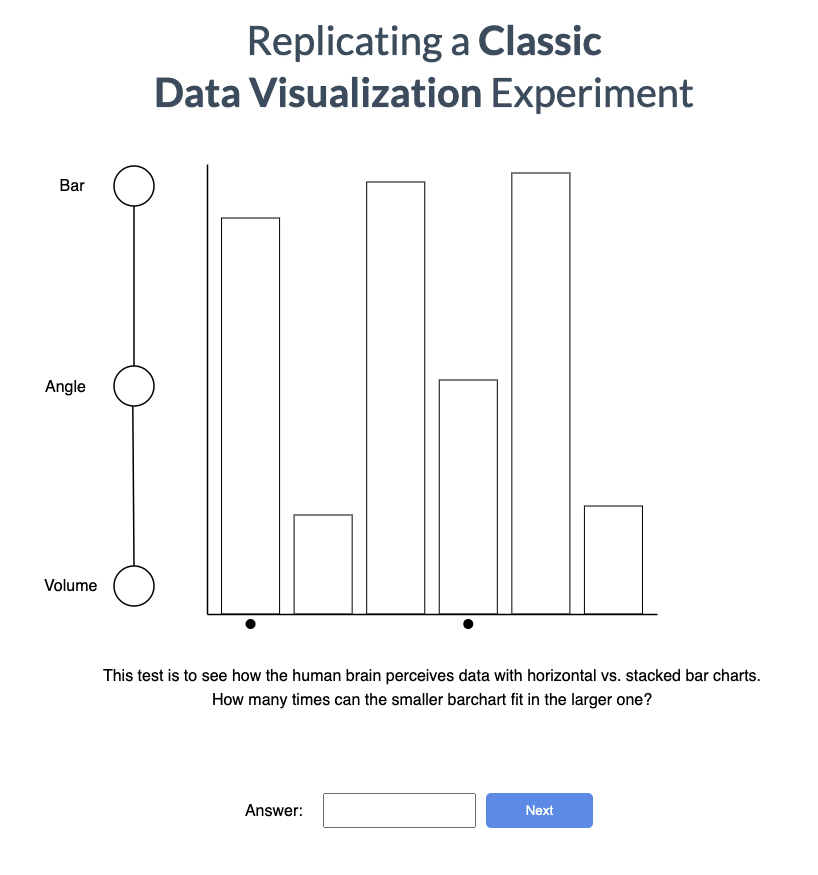 Replicating a Classic
Data Visualization Experiment
Bar
Angle
Volume
This test is to see how the human brain perceives data with horizontal vs. stacked bar charts.
How many times can the smaller barchart fit in the larger one?
Answer:
Next